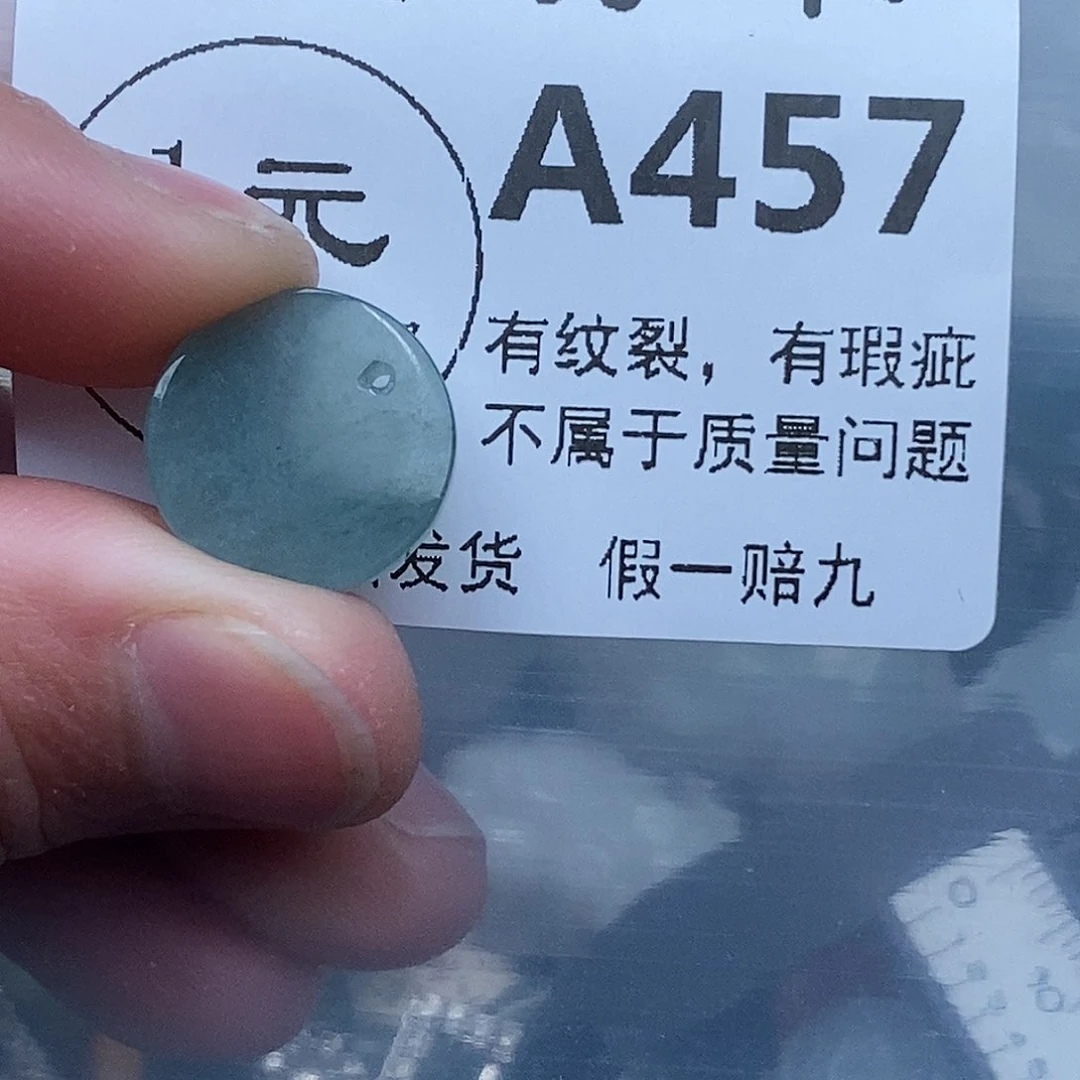 A457
元
有纹裂，有瑕疵
不属于质量问题
发货 假一赔九